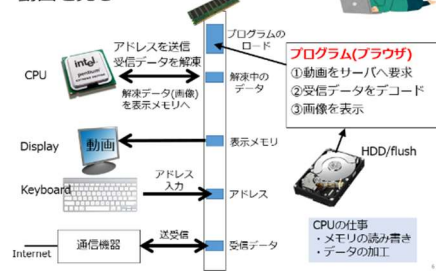 動画を見る
プログラムの
ロード
アドレスを送信
受信データを解凍
intel
pentium
CPU
解凍データ(画像)
を表示メモリへ
解凍中の
データ
プログラム(ブラウザ)
①動画をサーバへ要求
②受信データをデコード
③画像を表示
Display
動画
表示メモリ
HDD/flush
Keyboard
アドレス
入力
アドレス
CPUの仕事
・メモリの読み書き
・データの加工
Internet
通信機器
送受信
受信データ